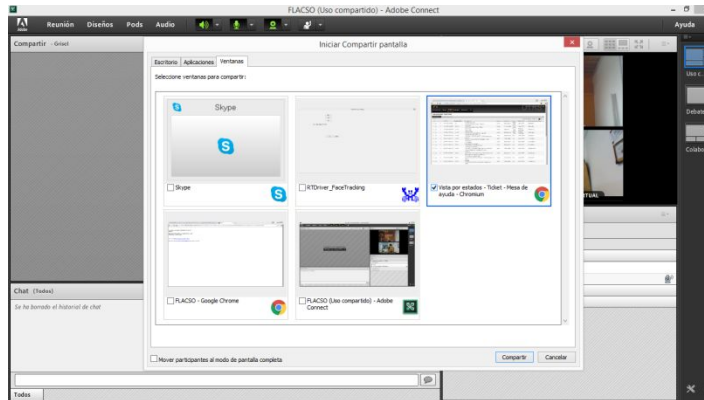 FLACSO (Uso compartido) - Adobe Connect
Adobe
Reunión Diseños Pods Audio
Ayuda
Compartir - Griset
Iniciar Compartir pantalla
Escritorio Aplicaciones Ventanas
Seleccione ventanas para compartir:
Skype
Skype
RTDriver_FaceTracking
Vista por estados - Ticket - Mesa de
ayuda - Chromium
FLACSO - Google Chrome
FLACSO (Uso compartido) - Adobe
Connect
Mover participantes al modo de pantalla completa
Compartir Cancelar
Uso c...
Debate
Colabo
Chat (Todos)
Se ha borrado el historial de chat
Todos